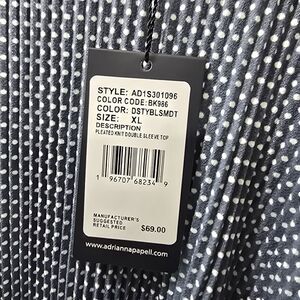 STYLE: AD1S301096
COLOR CODE: BK986
COLOR: DSTYBLSMDT
SIZE: XL
DESCRIPTION
PLEATED KNIT DOUBLE SLEEVE TOP
1 96707 68234 9
MANUFACTURER'S
SUGGESTED
RETAIL PRICE
$69.00
www.adriannapapell.com